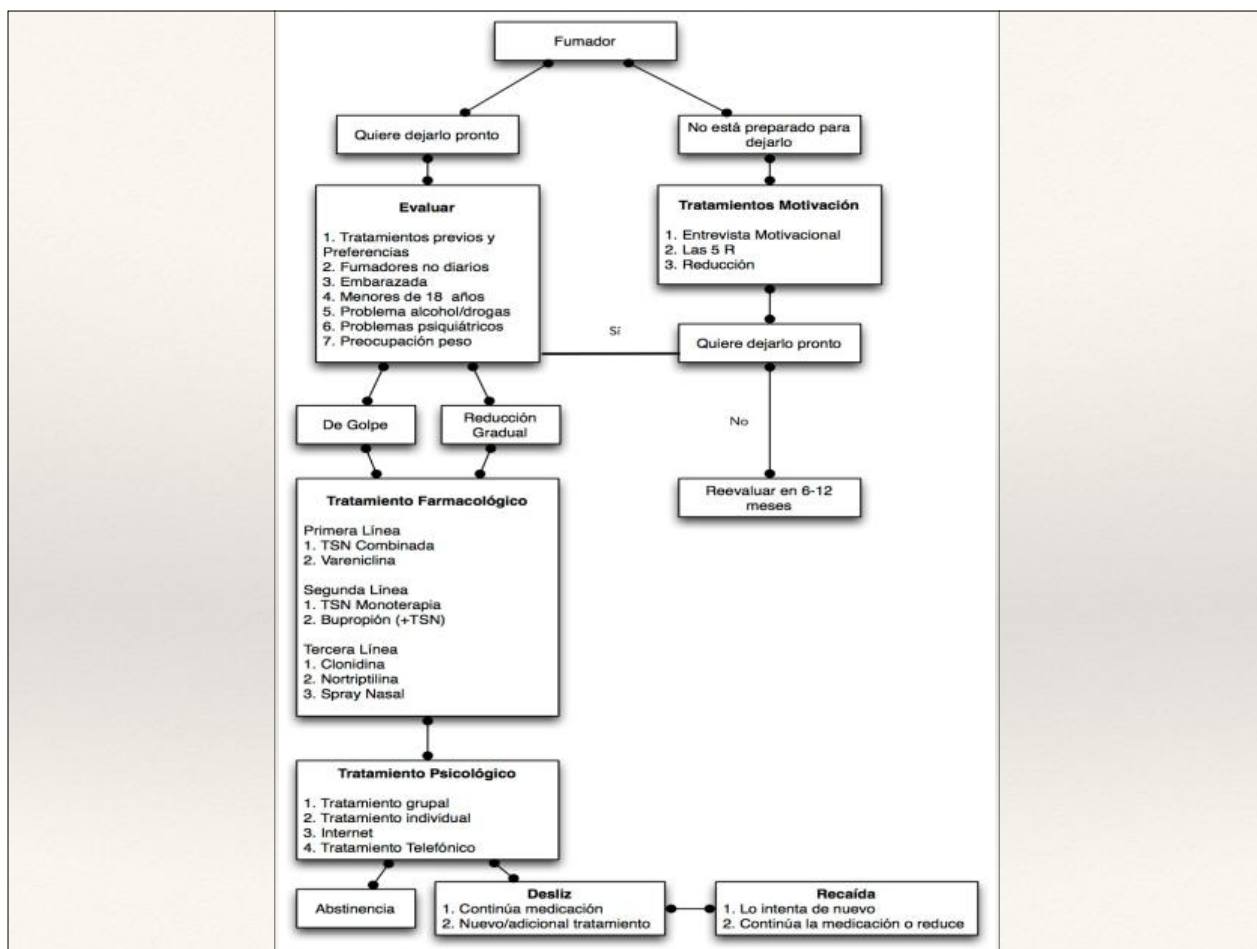 Fumador
Quiere dejarlo pronto
No está preparado para
dejarlo
Evaluar
1. Tratamientos previos y
Preferencias
2. Fumadores no diarios
3. Embarazada
4. Menores de 18 años
5. Problema alcohol/drogas
6. Problemas psiquiátricos
7. Preocupación peso
Tratamientos Motivación
1. Entrevista Motivacional
2. Las 5 R
3. Reducción
Sí
Quiere dejarlo pronto
De Golpe
Reducción
Gradual
No
Reevaluar en 6-12
meses
Tratamiento Farmacológico
Primera Línea
1. TSN Combinada
2. Vareniclina
Segunda Línea
1. TSN Monoterapia
2. Bupropión (+TSN)
Tercera Línea
1. Clonidina
2. Nortriptilina
3. Spray Nasal
Tratamiento Psicológico
1. Tratamiento grupal
2. Tratamiento individual
3. Internet
4. Tratamiento Telefónico
Abstinencia
Desliz
1. Continúa medicación
2. Nuevo/adicional tratamiento
Recaída
1. Lo intenta de nuevo
2. Continúa la medicación o reduce